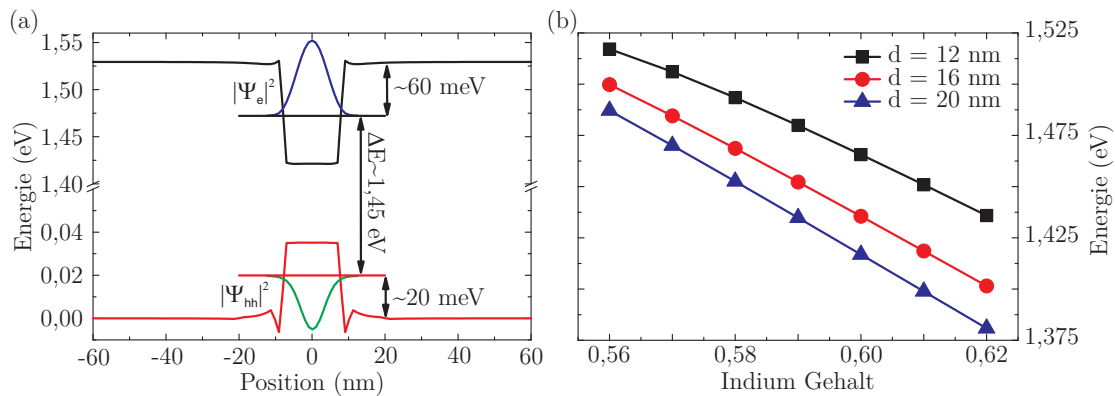 (a)
1,55
1,50
1,45
1,40
0,04
0,02
0,00
Energie (eV)
|Ψel|²
~60 meV
ΔE~1,45 eV
|Ψhh|²
~20 meV
-60 -40 -20 0 20 40 60
Position (nm)
(b)
d = 12 nm
d = 16 nm
d = 20 nm
1,525
1,475
1,425
1,375
Energie (eV)
0,56 0,58 0,60 0,62
Indium Gehalt